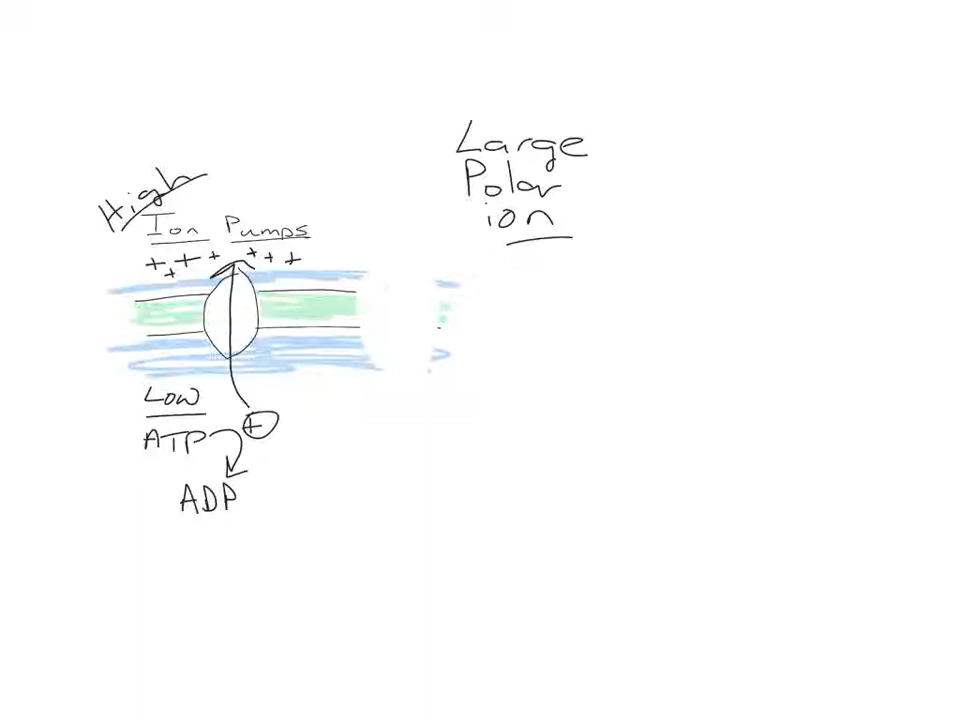 High
Ion Pumps
+ + + + + + +
Low
+
ATP
ADP
Large
Polar
ion